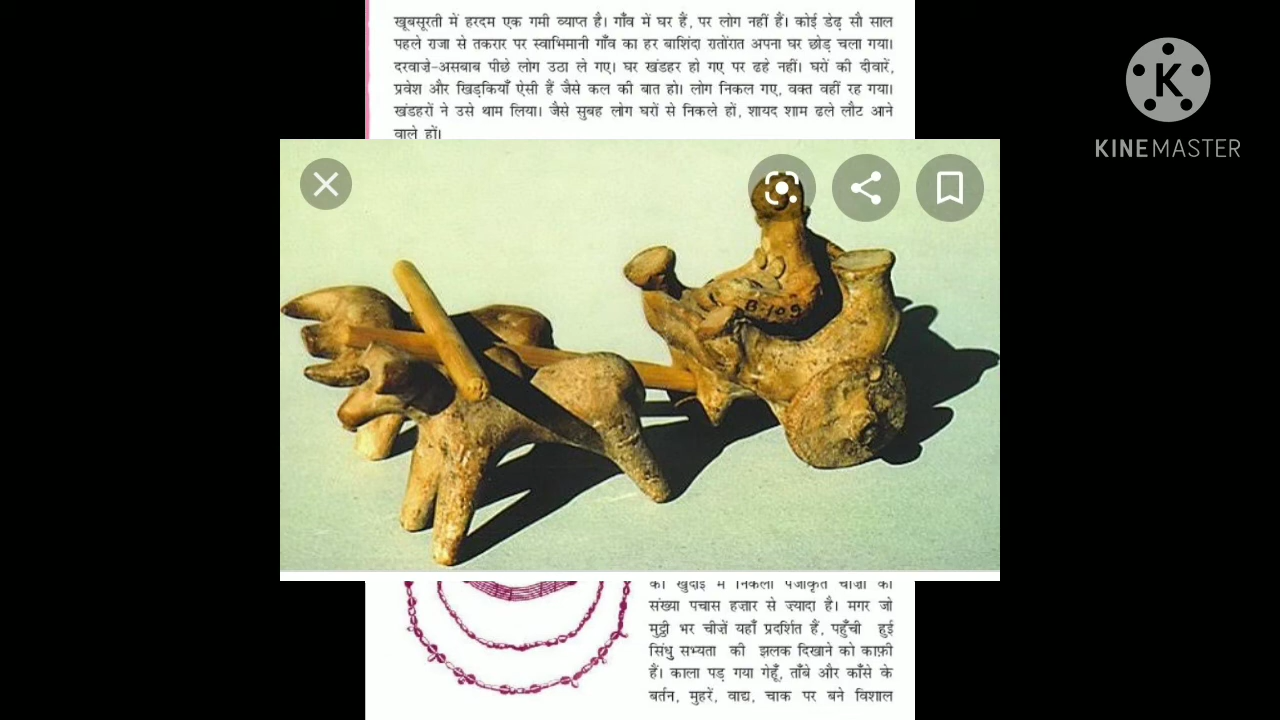 खूबसूरती में हरदम एक गमी व्याप्त है। गाँव में घर हैं, पर लोग नहीं हैं। कोई डेढ़ सौ साल
पहले राजा से तकरार पर स्वाभिमानी गाँव का हर बाशिंदा रातोंरात अपना घर छोड़ चला गया।
दरवाज़े-असबाब पीछे लोग उठा ले गए। घर खंडहर हो गए पर ढहे नहीं। घरों की दीवारें,
प्रवेश और खिड़कियाँ ऐसी हैं जैसे कल की बात हो। लोग निकल गए, वक्त वहीं रह गया।
खंडहरों ने उसे थाम लिया। जैसे सुबह लोग घरों से निकले हों, शायद शाम ढले लौट आने
वाले हों।
KINEMASTER
B-109
की खुदाई में निकली पंजीकृत चीज़ों की
संख्या पचास हज़ार से ज़्यादा है। मगर जो
मुट्ठी भर चीज़ें यहाँ प्रदर्शित हैं, पहुँची हुई
सिंधु सभ्यता की झलक दिखाने को काफ़ी
हैं। काला पड़ गया गेहूँ, ताँबे और काँसे के
बर्तन, मुहरें, वाद्य, चाक पर बने विशाल